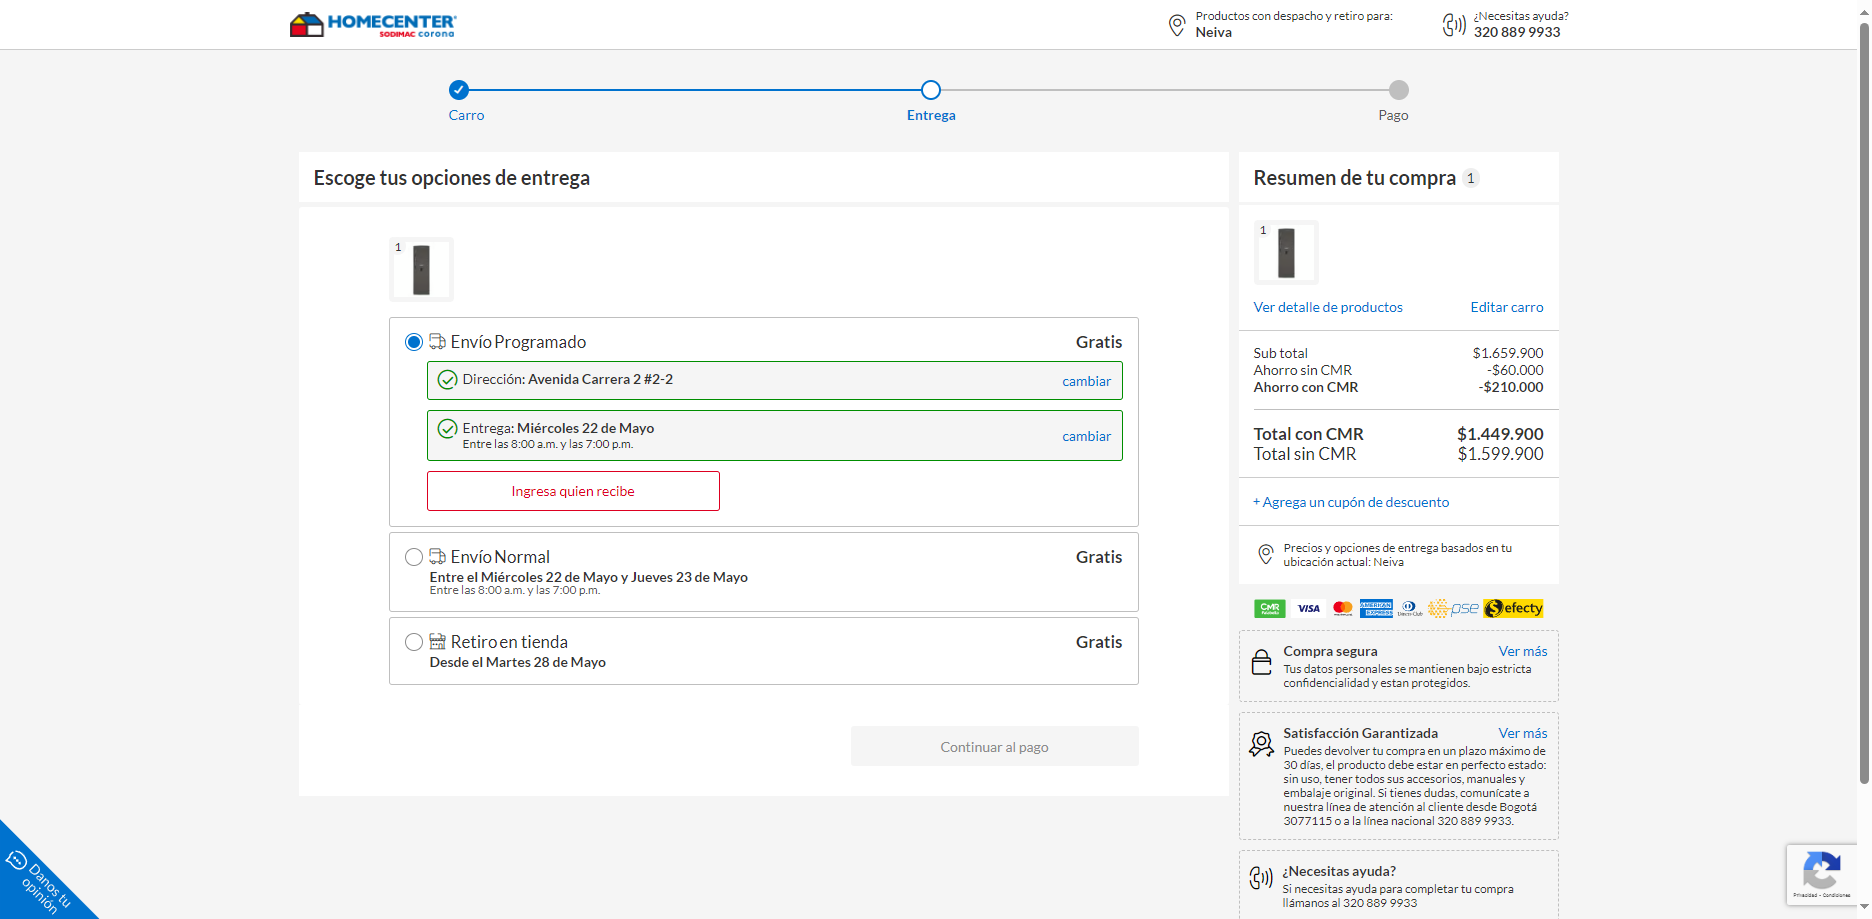 HOMECENTER
SODIMAC corona
Productos con despacho y retiro para:
Neiva
¿Necesitas ayuda?
320 889 9933
Carro
Entrega
Pago
Escoge tus opciones de entrega
1
Envío Programado
Gratis
Dirección: Avenida Carrera 2 #2-2
cambiar
Entrega: Miércoles 22 de Mayo
Entre las 8:00 a.m. y las 7:00 p.m.
cambiar
Ingresa quien recibe
Envío Normal
Gratis
Entre el Miércoles 22 de Mayo y Jueves 23 de Mayo
Entre las 8:00 a.m. y las 7:00 p.m.
Retiro en tienda
Gratis
Desde el Martes 28 de Mayo
Continuar al pago
Resumen de tu compra 1
1
Ver detalle de productos
Editar carro
Sub total $1.659.900
Ahorro sin CMR -$60.000
Ahorro con CMR -$210.000
Total con CMR $1.449.900
Total sin CMR $1.599.900
+ Agrega un cupón de descuento
Precios y opciones de entrega basados en tu
ubicación actual: Neiva
CMR VISA AMERICAN EXPRESS Diners Club pse efecty
Compra segura
Ver más
Tus datos personales se mantienen bajo estricta
confidencialidad y estan protegidos.
Satisfacción Garantizada
Ver más
Puedes devolver tu compra en un plazo máximo de
30 días, el producto debe estar en perfecto estado:
sin uso, tener todos sus accesorios, manuales y
embalaje original. Si tienes dudas, comunícate a
nuestra línea de atención al cliente desde Bogotá
3077115 o a la línea nacional 320 889 9933.
¿Necesitas ayuda?
Si necesitas ayuda para completar tu compra
llámanos al 320 889 9933
Danos tu
opinión
Privacidad - Condiciones